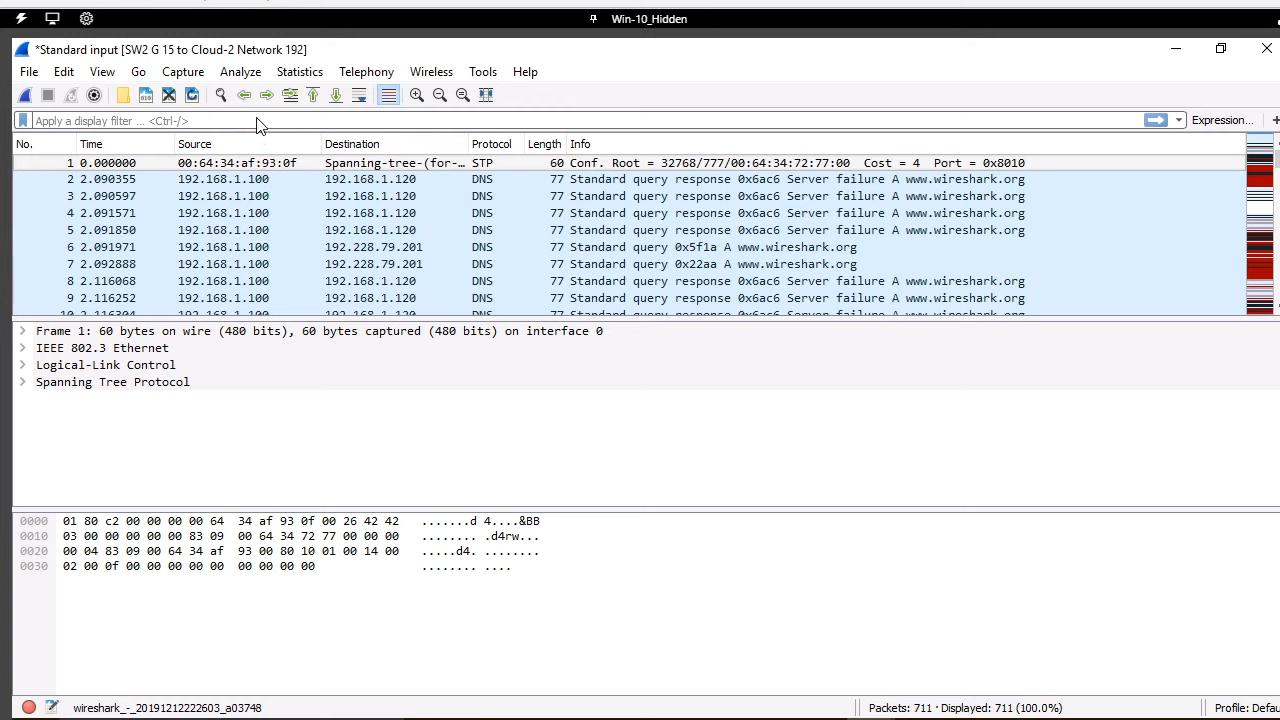 Win-10_Hidden
*Standard input [SW2 G 15 to Cloud-2 Network 192]
File Edit View Go Capture Analyze Statistics Telephony Wireless Tools Help
Apply a display filter ... <Ctrl-/> Expression...
No. Time Source Destination Protocol Length Info
1 0.000000 00:64:34:af:93:0f Spanning-tree-(for-… STP 60 Conf. Root = 32768/777/00:64:34:72:77:00 Cost = 4 Port = 0x8010
2 2.090355 192.168.1.100 192.168.1.120 DNS 77 Standard query response 0x6ac6 Server failure A www.wireshark.org
3 2.090597 192.168.1.100 192.168.1.120 DNS 77 Standard query response 0x6ac6 Server failure A www.wireshark.org
4 2.091571 192.168.1.100 192.168.1.120 DNS 77 Standard query response 0x6ac6 Server failure A www.wireshark.org
5 2.091850 192.168.1.100 192.168.1.120 DNS 77 Standard query response 0x6ac6 Server failure A www.wireshark.org
6 2.091971 192.168.1.100 192.228.79.201 DNS 77 Standard query 0x5f1a A www.wireshark.org
7 2.092888 192.168.1.100 192.228.79.201 DNS 77 Standard query 0x22aa A www.wireshark.org
8 2.116068 192.168.1.100 192.168.1.120 DNS 77 Standard query response 0x6ac6 Server failure A www.wireshark.org
9 2.116252 192.168.1.100 192.168.1.120 DNS 77 Standard query response 0x6ac6 Server failure A www.wireshark.org
Frame 1: 60 bytes on wire (480 bits), 60 bytes captured (480 bits) on interface 0
IEEE 802.3 Ethernet
Logical-Link Control
Spanning Tree Protocol
0000 01 80 c2 00 00 00 00 64 34 af 93 0f 00 26 42 42 .......d 4....&BB
0010 03 00 00 00 00 00 83 09 00 64 34 72 77 00 00 00 ........ .d4rw...
0020 00 04 83 09 00 64 34 af 93 00 80 10 01 00 14 00 .....d4. ........
0030 02 00 0f 00 00 00 00 00 00 00 00 00 ........ ....
wireshark_-_20191212222603_a03748 Packets: 711 · Displayed: 711 (100.0%) Profile: Defau